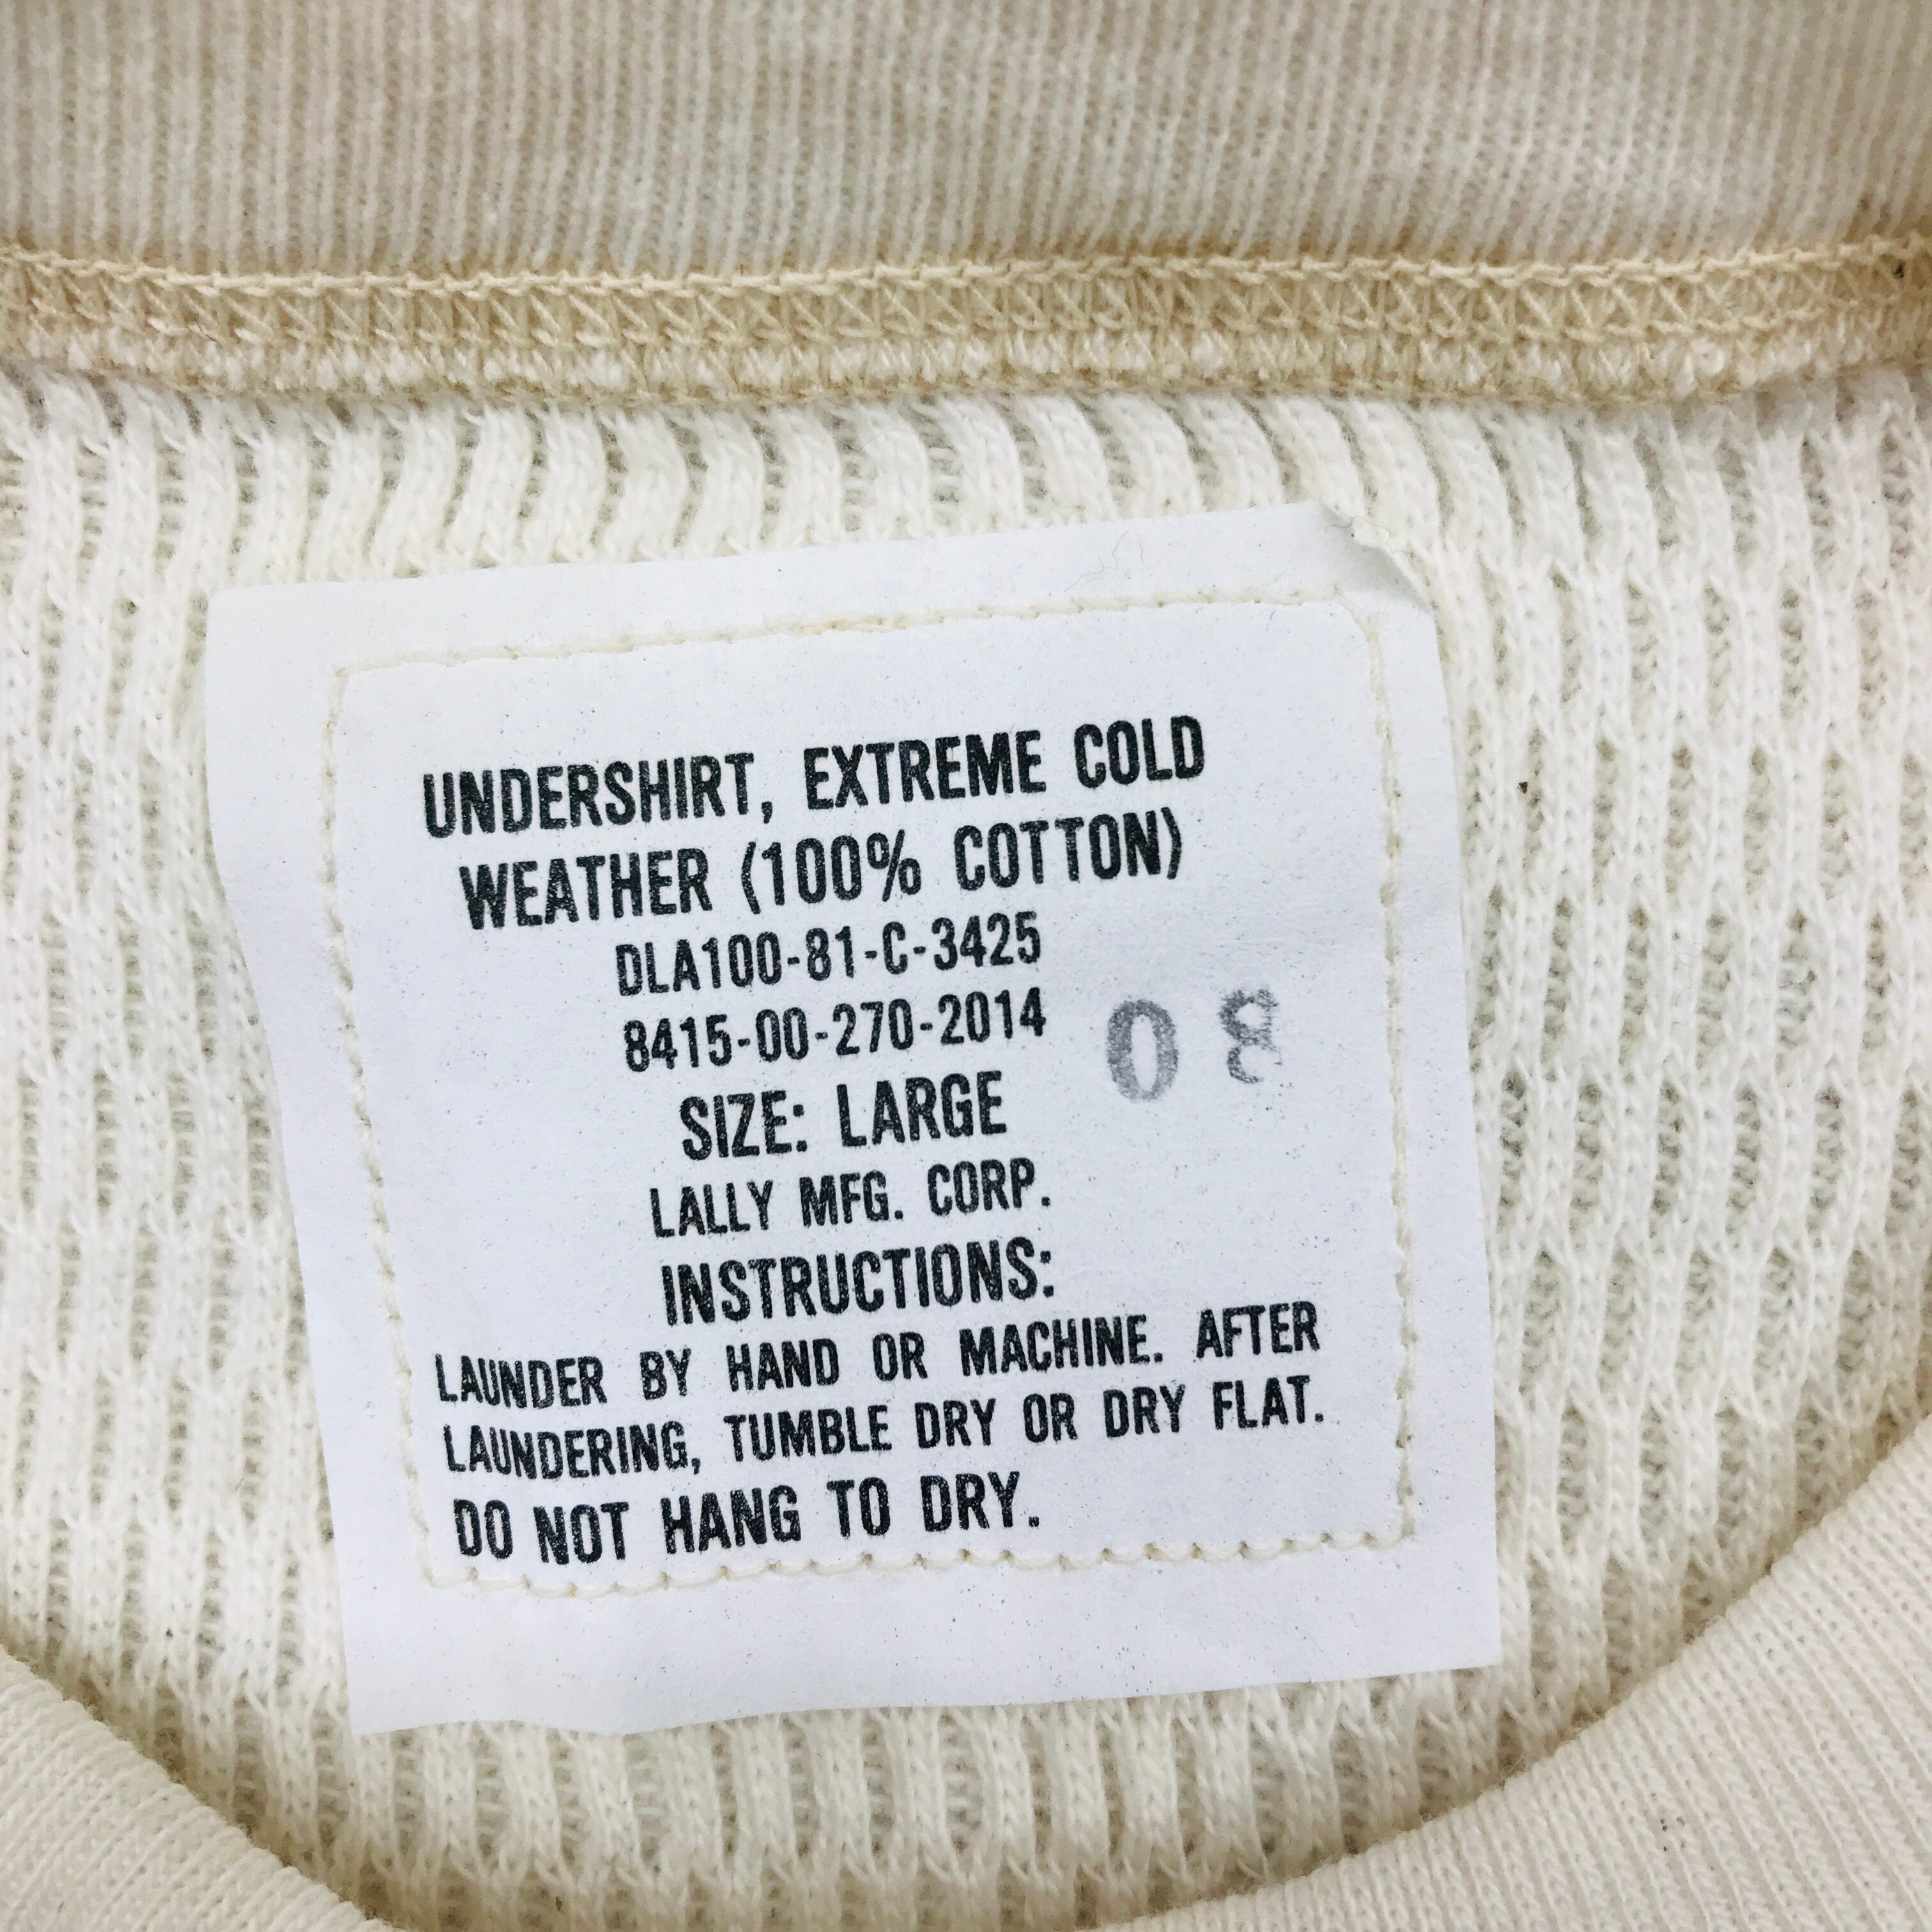 UNDERSHIRT, EXTREME COLD
WEATHER (100% COTTON)
DLA100-81-C-3425
8415-00-270-2014
08
SIZE: LARGE
LALLY MFG. CORP.
INSTRUCTIONS:
LAUNDER BY HAND OR MACHINE. AFTER
LAUNDERING, TUMBLE DRY OR DRY FLAT.
DO NOT HANG TO DRY.